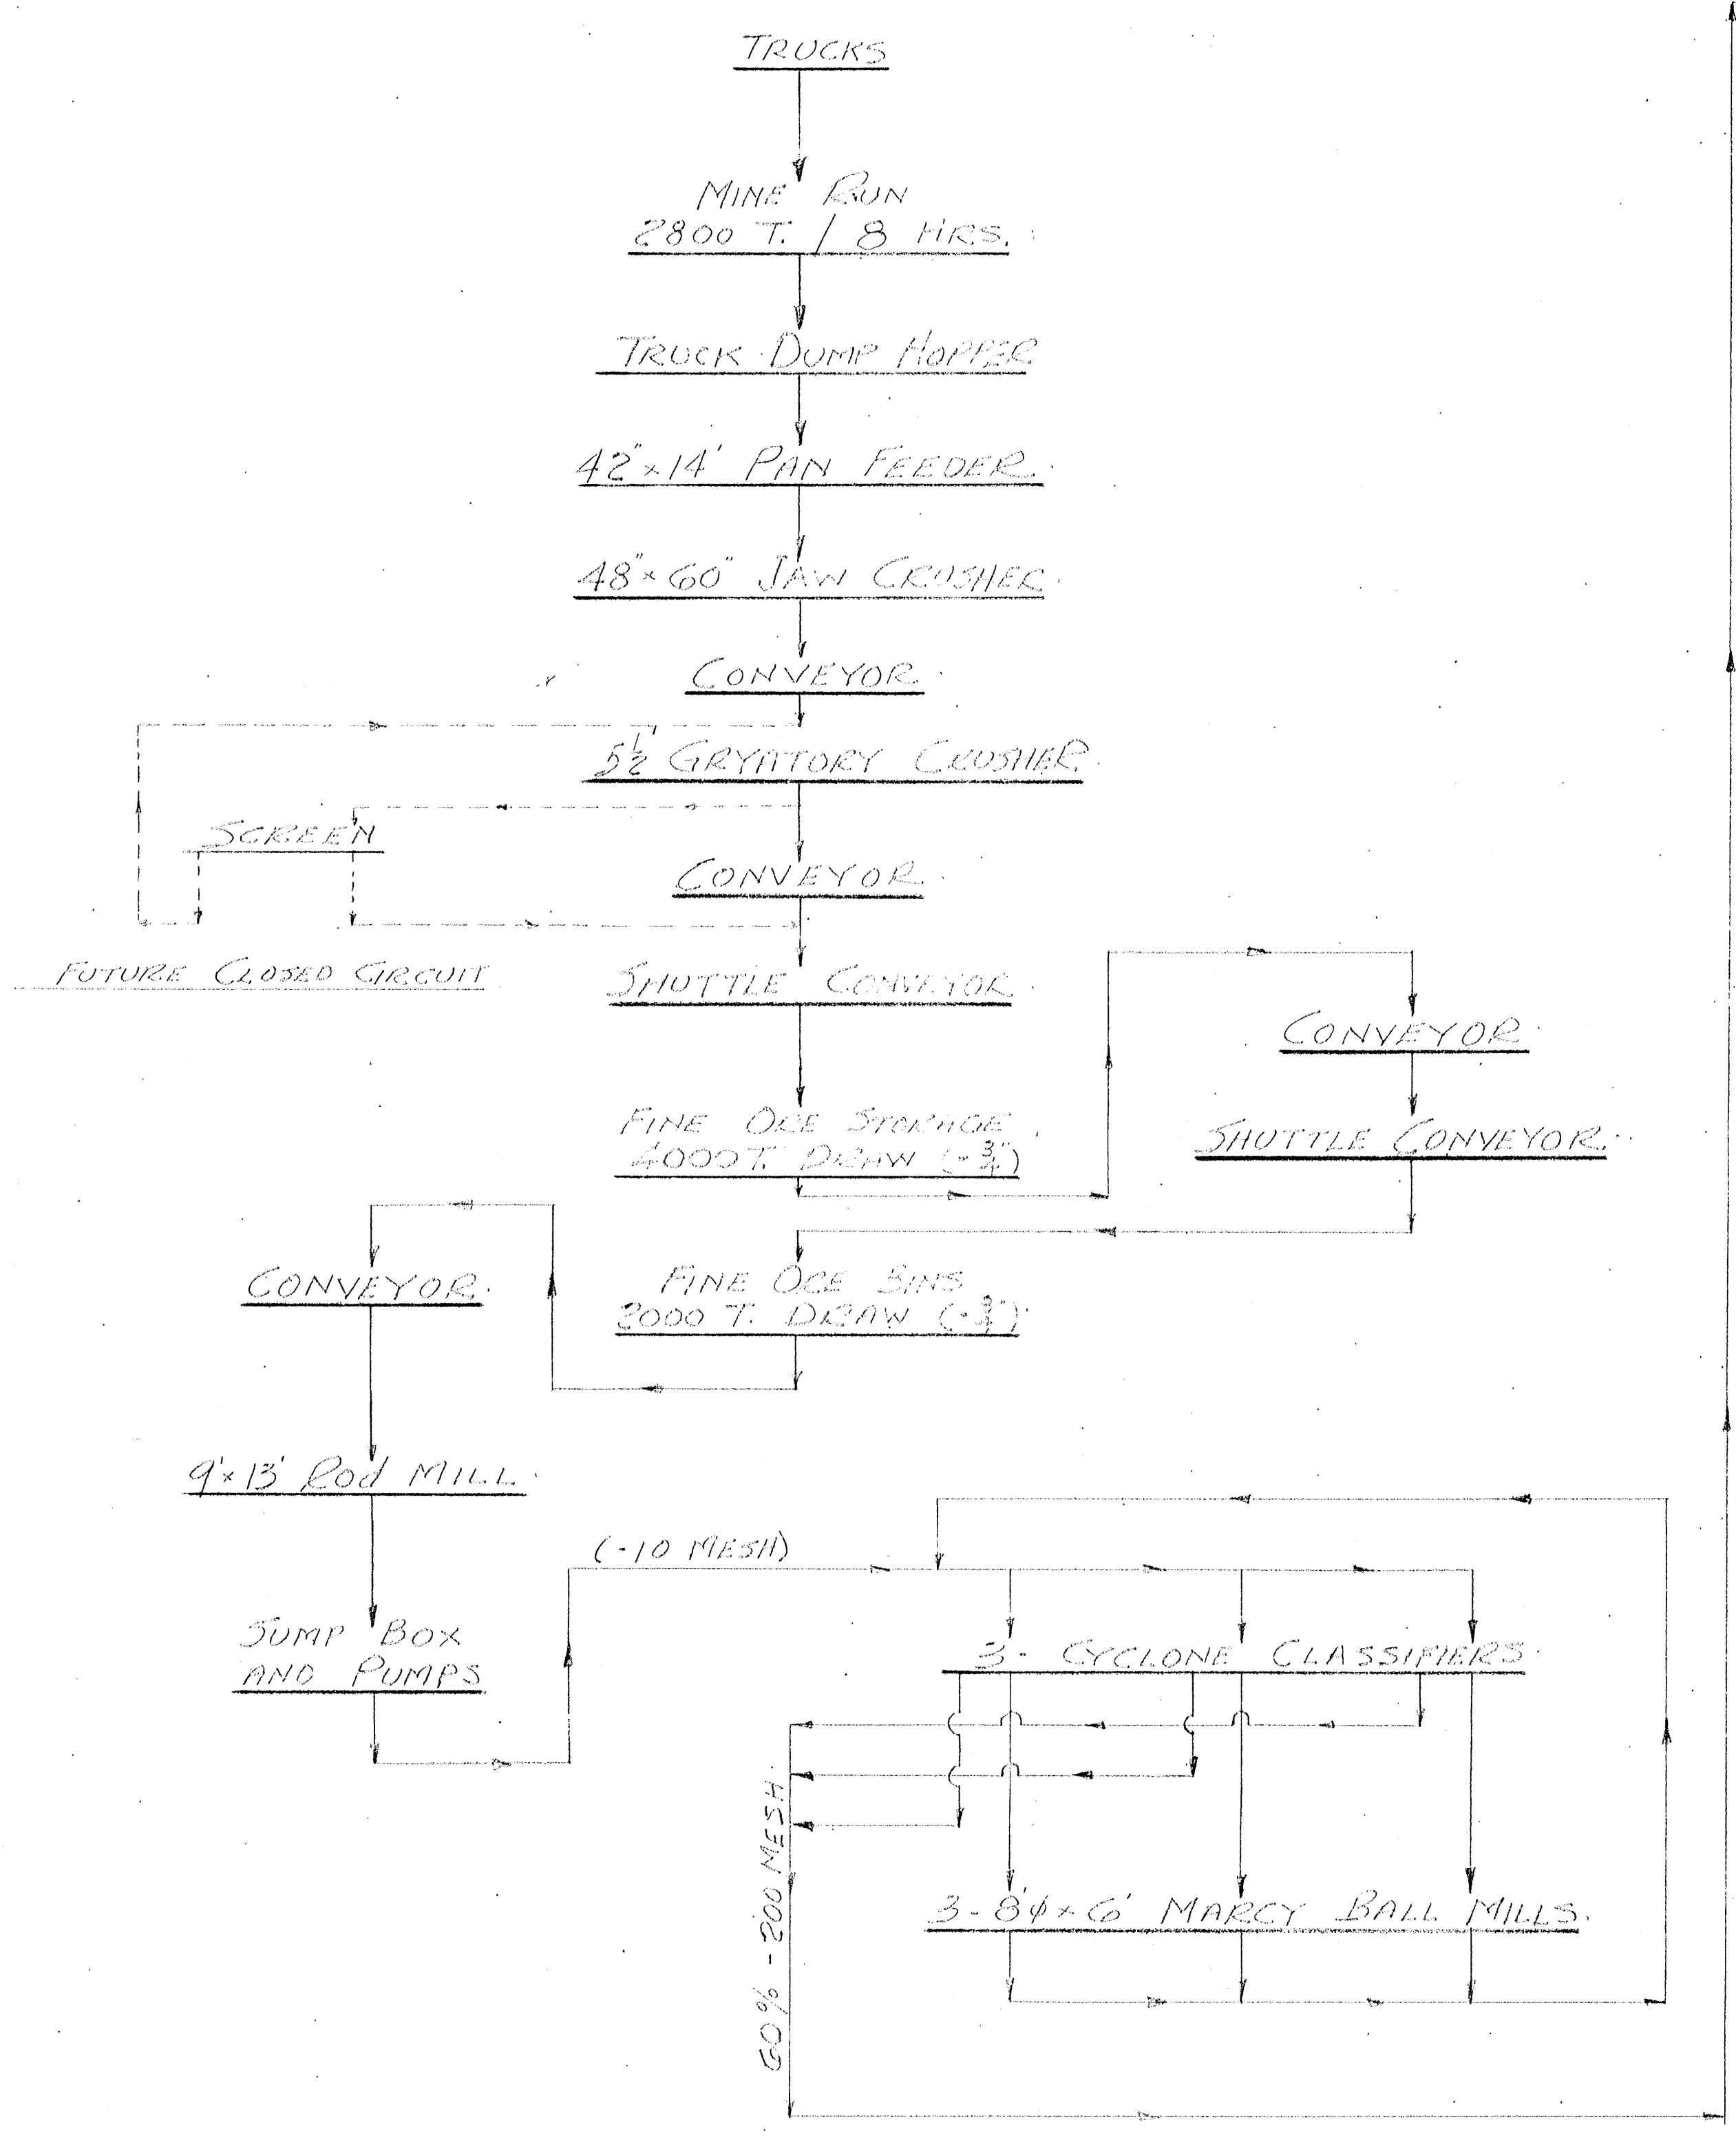 TRUCKS
MINE RUN
2800 T. / 8 HRS.
TRUCK DUMP HOPPER
42"x14' PAN FEEDER.
48"x60" JAW CRUSHER.
CONVEYOR.
5½' GRYATORY CRUSHER.
SCREEN
CONVEYOR.
FUTURE CLOSED CIRCUIT
SHUTTLE CONVEYOR.
CONVEYOR.
FINE ORE STORAGE
4000 T. DRAW (-¾")
SHUTTLE CONVEYOR.
CONVEYOR.
FINE ORE BINS
2000 T. DRAW (-¾")
9'x13' Rod MILL.
(-10 MESH)
SUMP BOX
AND PUMPS
3- CYCLONE CLASSIFIERS.
60% -200 MESH.
3-8'φx6' MARCY BALL MILLS.